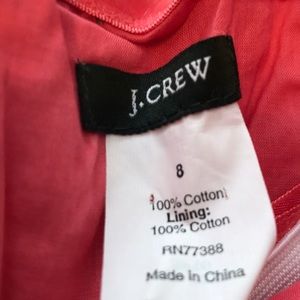 J.CREW
8
100% Cotton
Lining:
100% Cotton
RN77388
Made in China